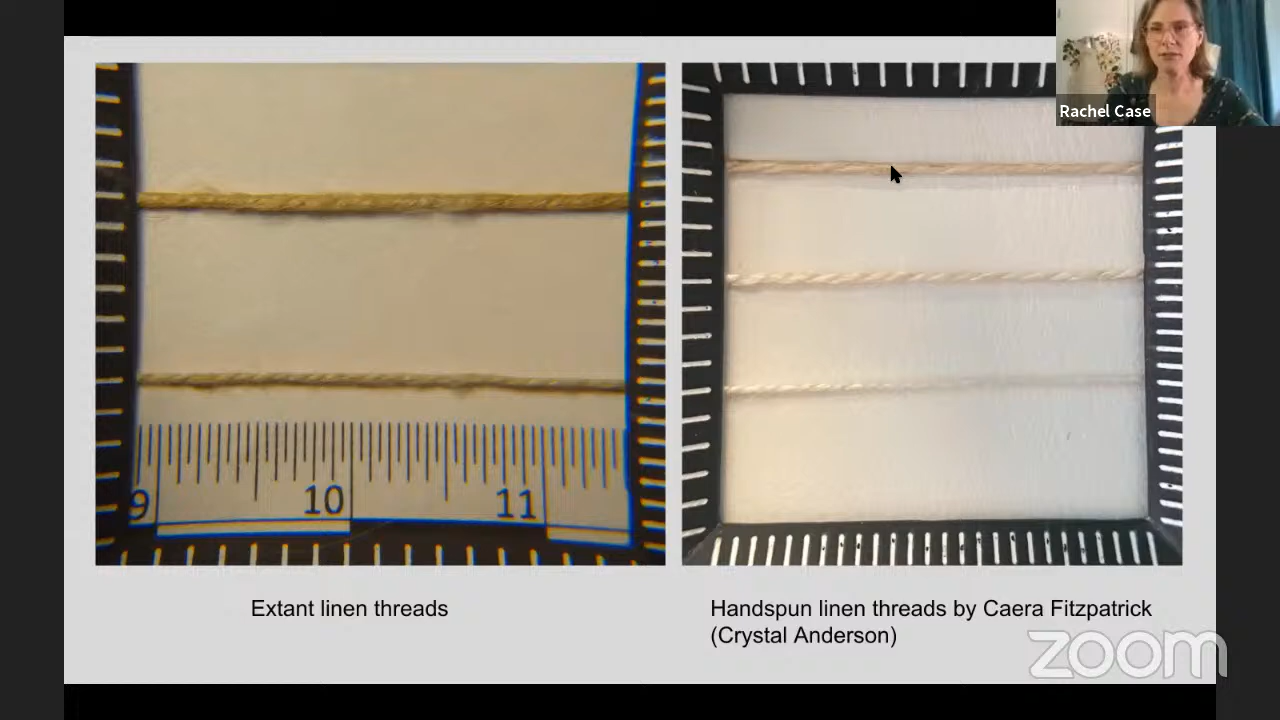 Rachel Case
9 10 11
Extant linen threads
Handspun linen threads by Caera Fitzpatrick
(Crystal Anderson)
zoom